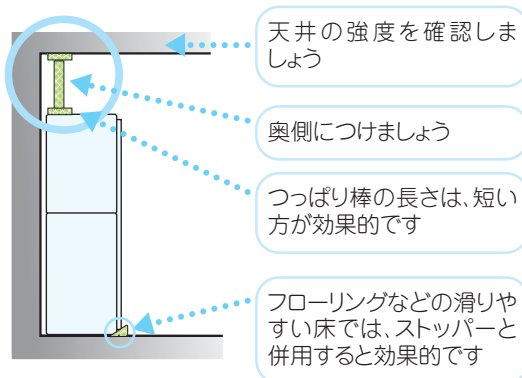 天井の強度を確認しま
しょう
奥側につけましょう
つっぱり棒の長さは、短い
方が効果的です
フローリングなどの滑りや
すい床では、ストッパーと
併用すると効果的です